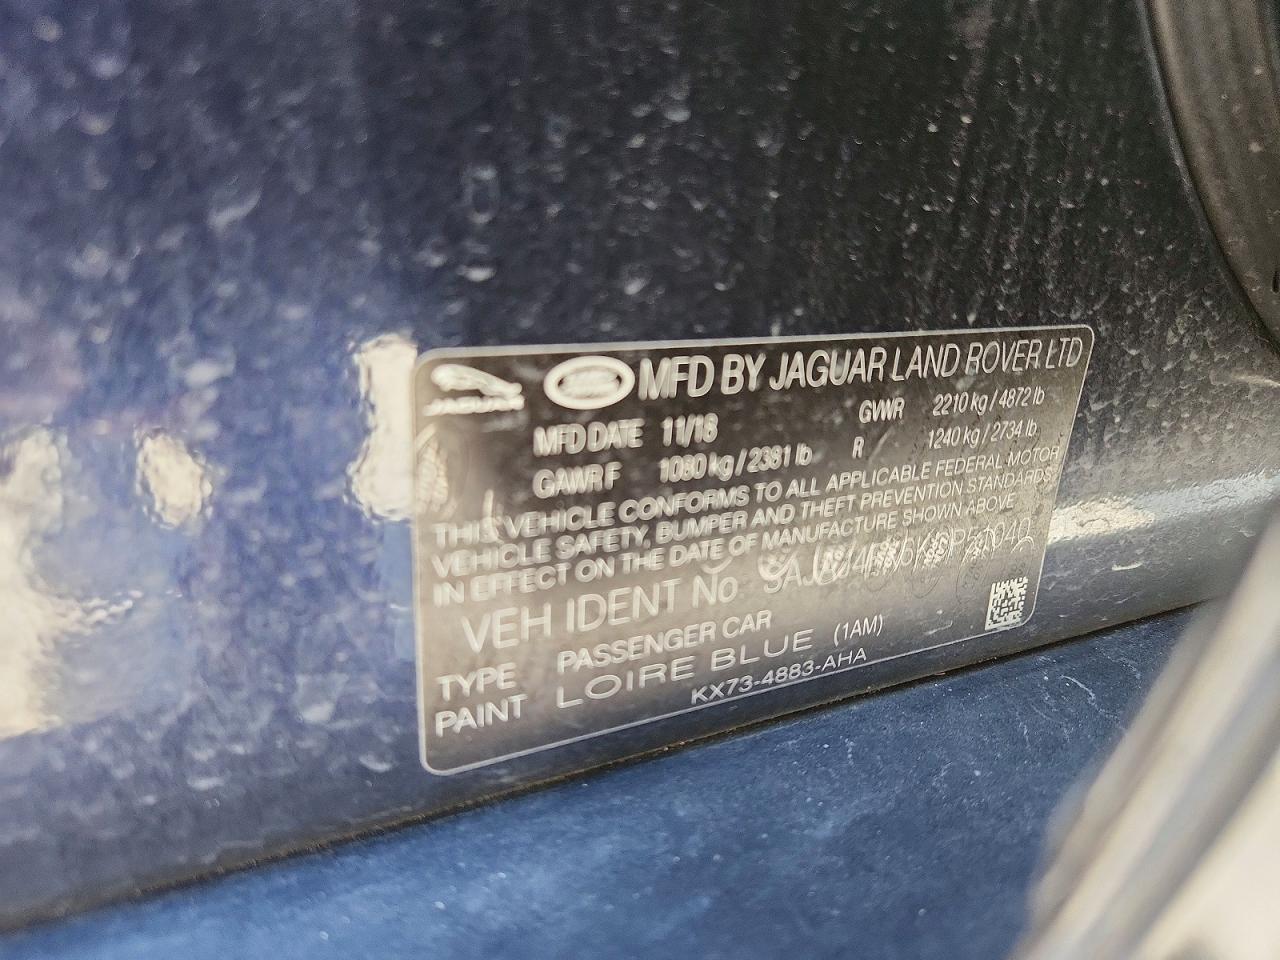 JAGUAR MFD BY JAGUAR LAND ROVER LTD
MFD DATE 11/18 GVWR 2210 kg / 4872 lb
GAWR F 1080 kg / 2381 lb R 1240 kg / 2734 lb
THIS VEHICLE CONFORMS TO ALL APPLICABLE FEDERAL MOTOR
VEHICLE SAFETY, BUMPER AND THEFT PREVENTION STANDARDS
IN EFFECT ON THE DATE OF MANUFACTURE SHOWN ABOVE
VEH IDENT No
TYPE PASSENGER CAR
PAINT LOIRE BLUE (1AM)
KX73-4883-AHA